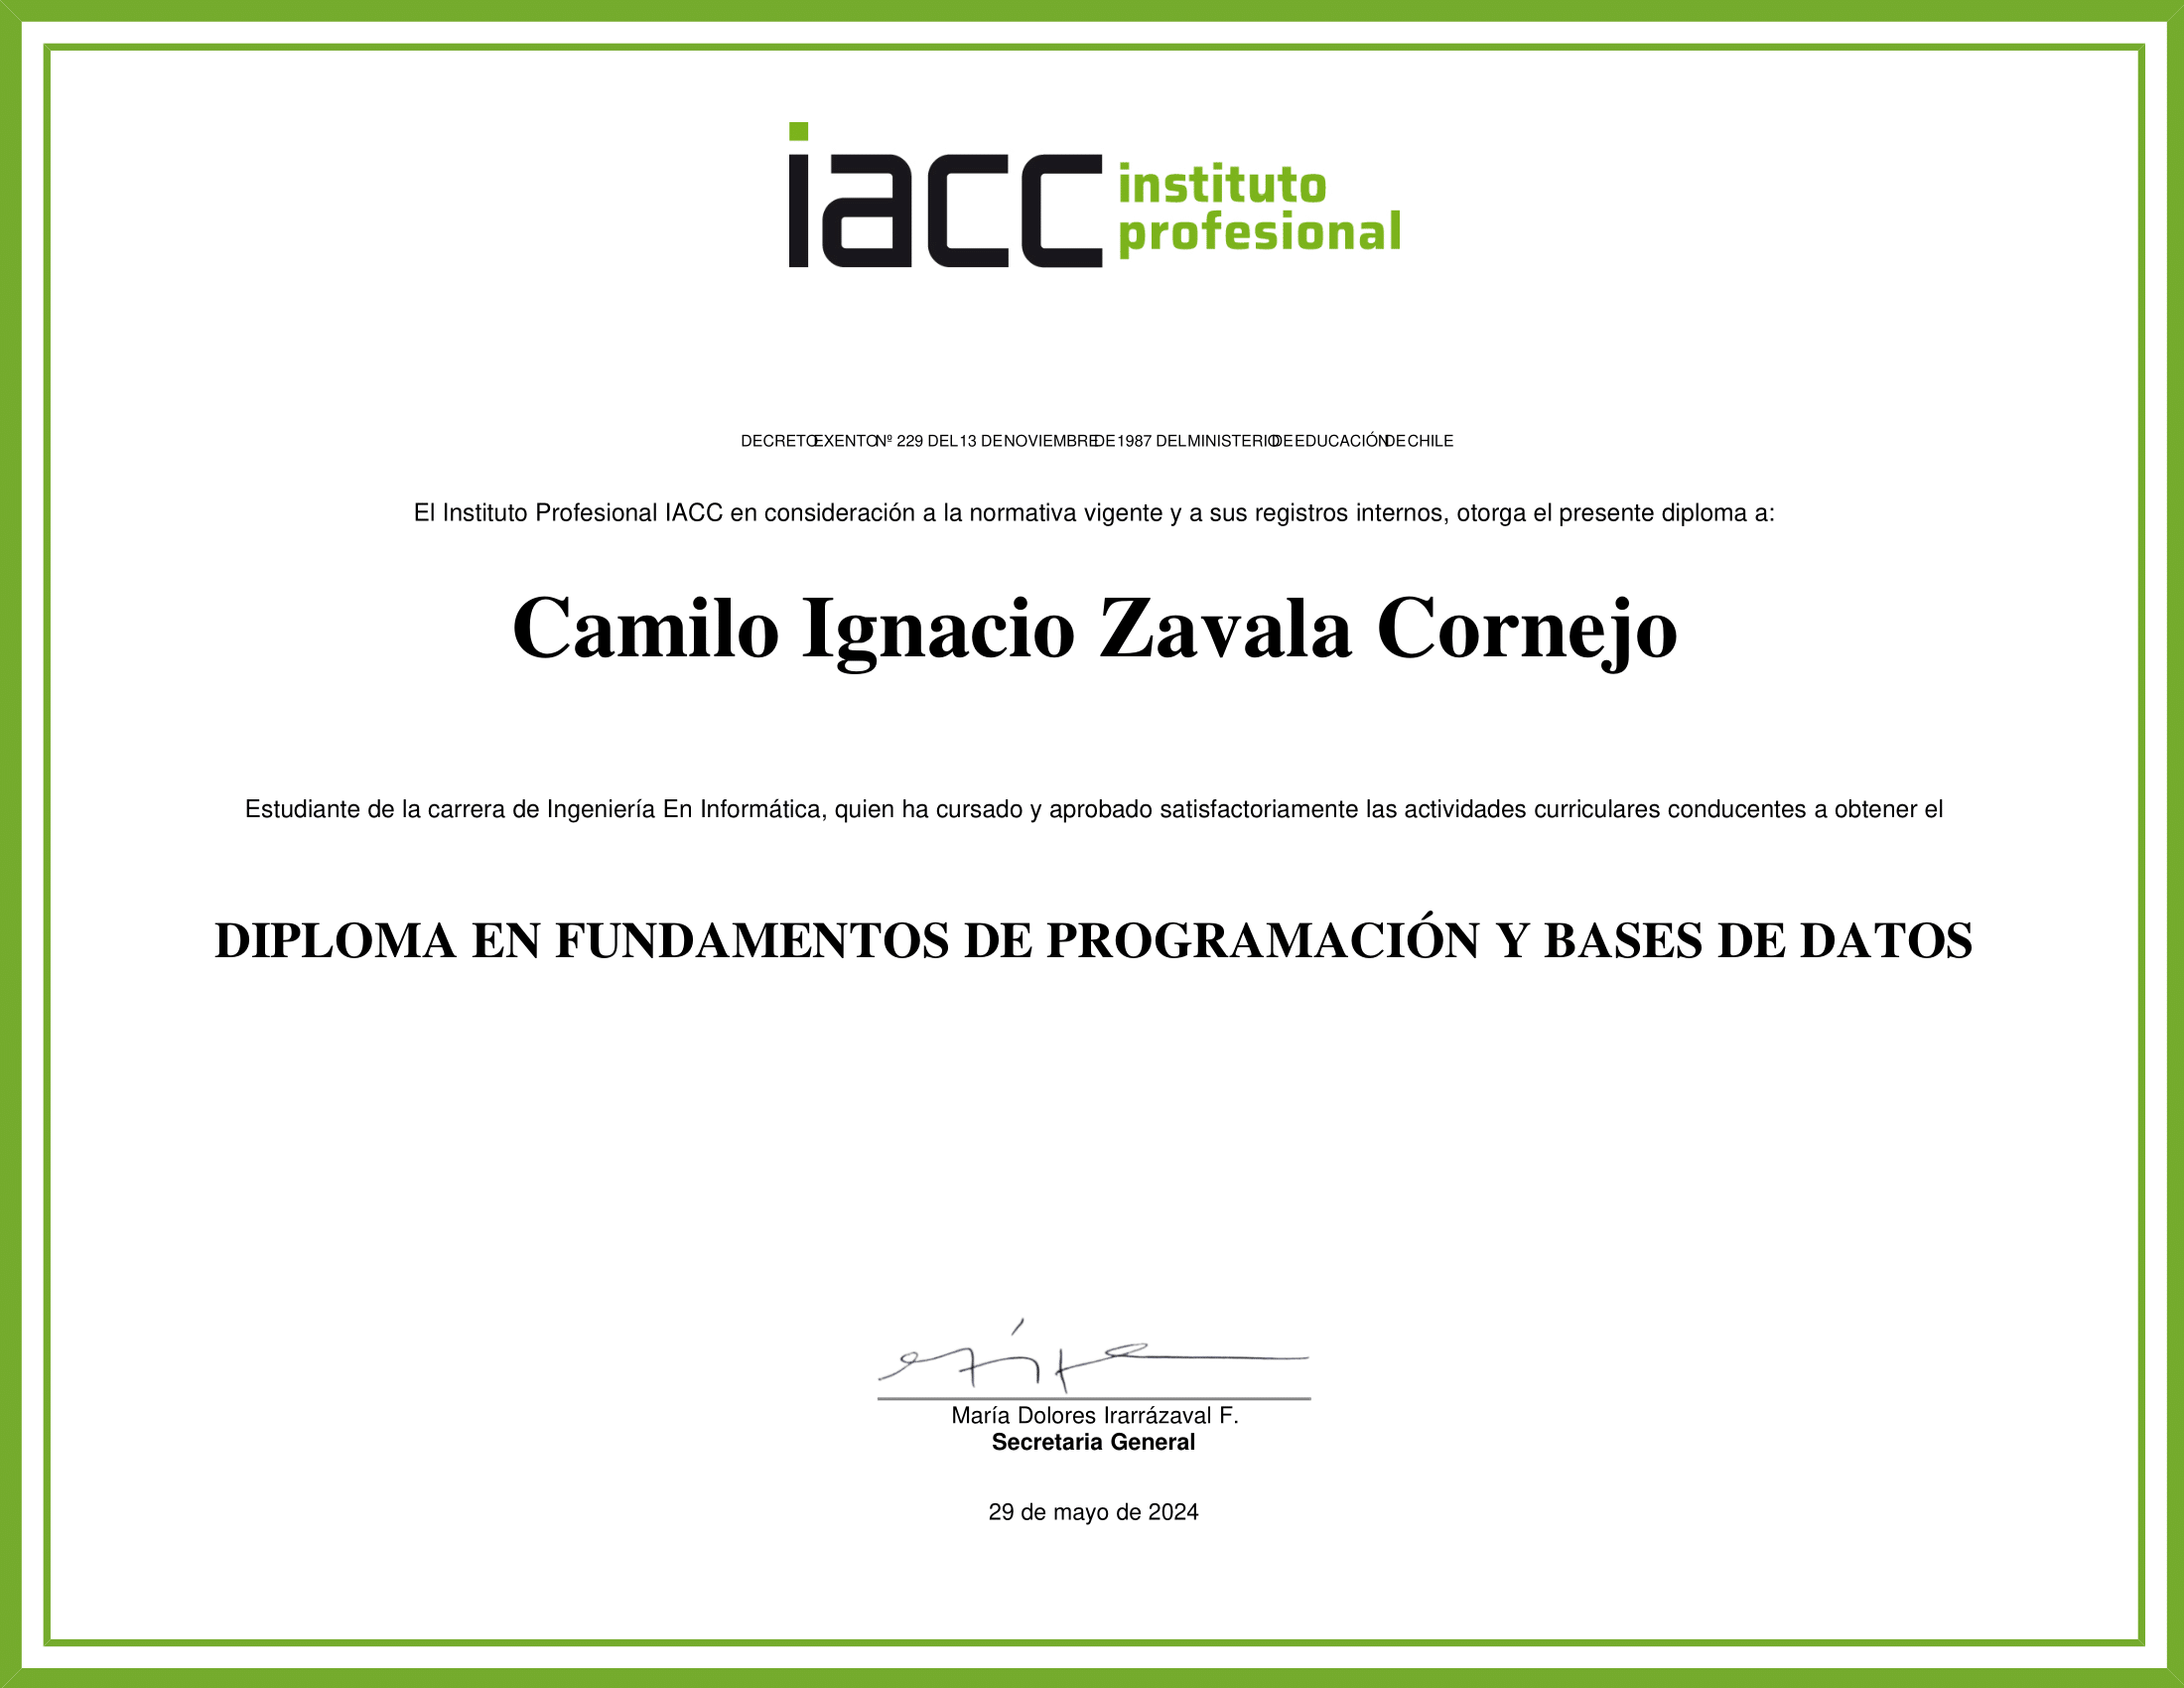 iacc instituto
profesional
DECRETO EXENTO Nº 229 DEL 13 DE NOVIEMBRE DE 1987 DEL MINISTERIO DE EDUCACIÓN DE CHILE
El Instituto Profesional IACC en consideración a la normativa vigente y a sus registros internos, otorga el presente diploma a:
Camilo Ignacio Zavala Cornejo
Estudiante de la carrera de Ingeniería En Informática, quien ha cursado y aprobado satisfactoriamente las actividades curriculares conducentes a obtener el
DIPLOMA EN FUNDAMENTOS DE PROGRAMACIÓN Y BASES DE DATOS
María Dolores Irarrázaval F.
Secretaria General
29 de mayo de 2024